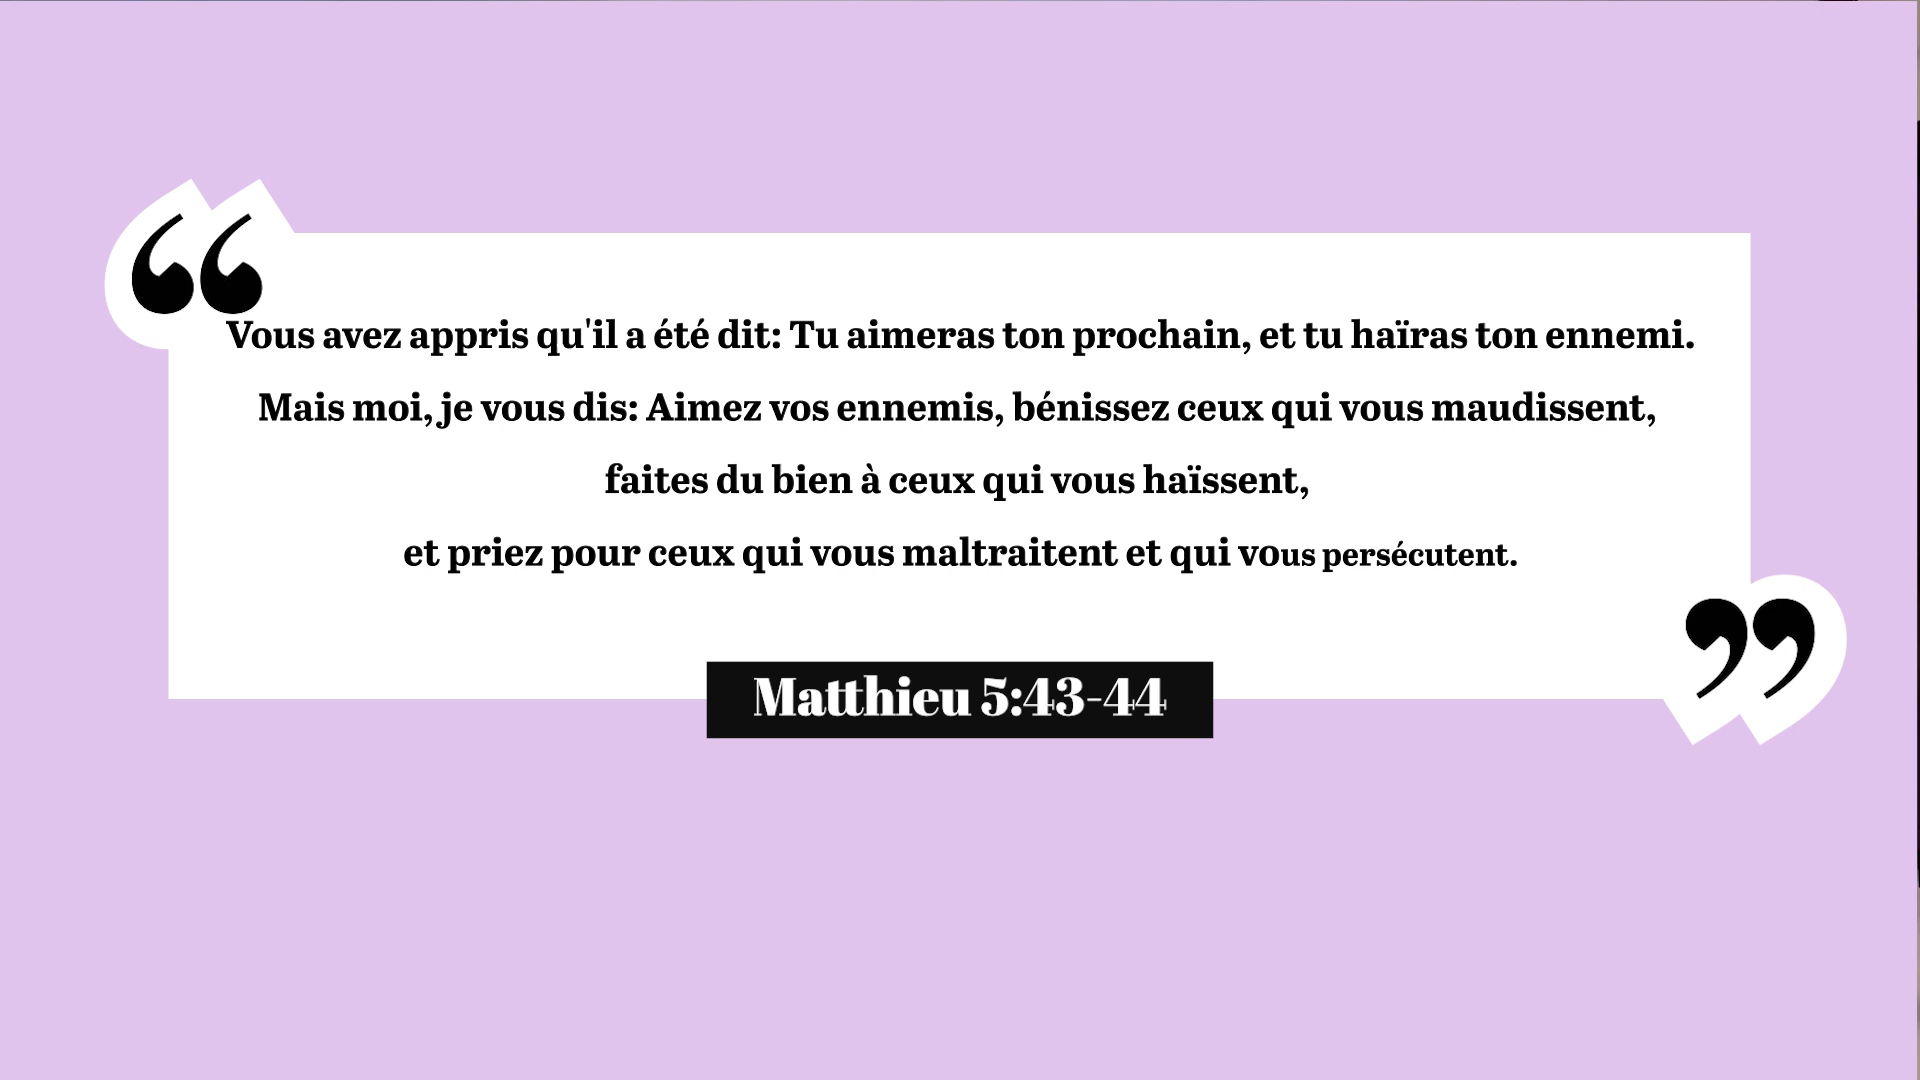 “
Vous avez appris qu'il a été dit: Tu aimeras ton prochain, et tu haïras ton ennemi.
Mais moi, je vous dis: Aimez vos ennemis, bénissez ceux qui vous maudissent,
faites du bien à ceux qui vous haïssent,
et priez pour ceux qui vous maltraitent et qui vous persécutent.
”
Matthieu 5:43-44